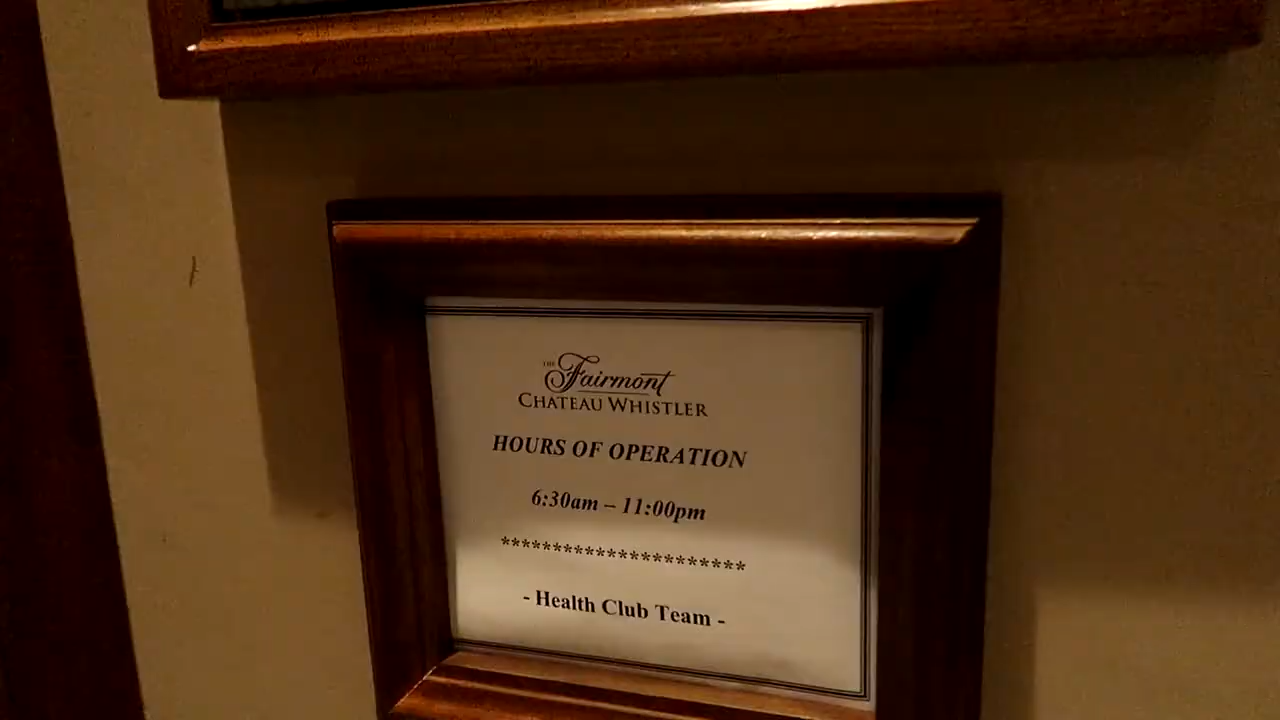 THE Fairmont
CHATEAU WHISTLER
HOURS OF OPERATION
6:30am – 11:00pm
*********************
- Health Club Team -